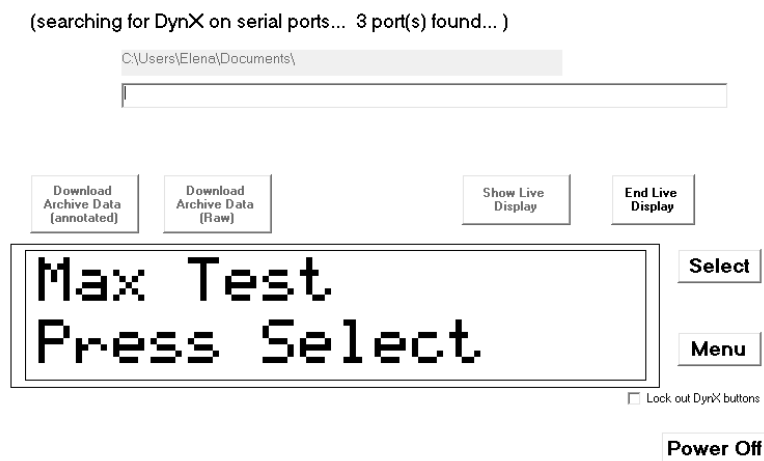 (searching for DynX on serial ports... 3 port(s) found... )
C:\Users\Elena\Documents\
Download
Archive Data
(annotated)
Download
Archive Data
(Raw)
Show Live
Display
End Live
Display
Max Test
Press Select
Select
Menu
Lock out DynX buttons
Power Off